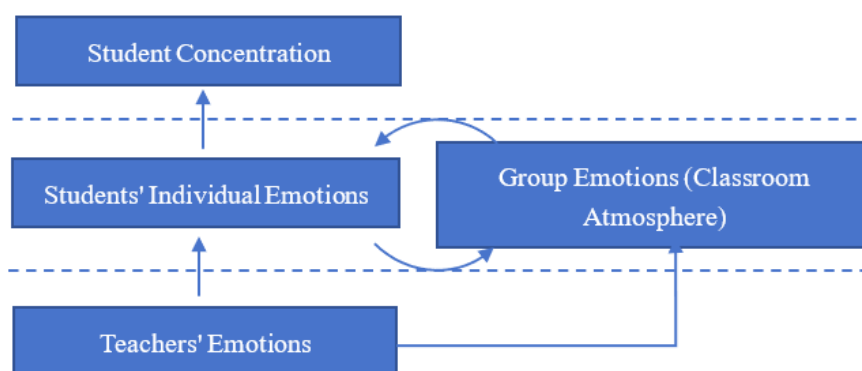 Student Concentration
Students' Individual Emotions
Group Emotions (Classroom
Atmosphere)
Teachers' Emotions